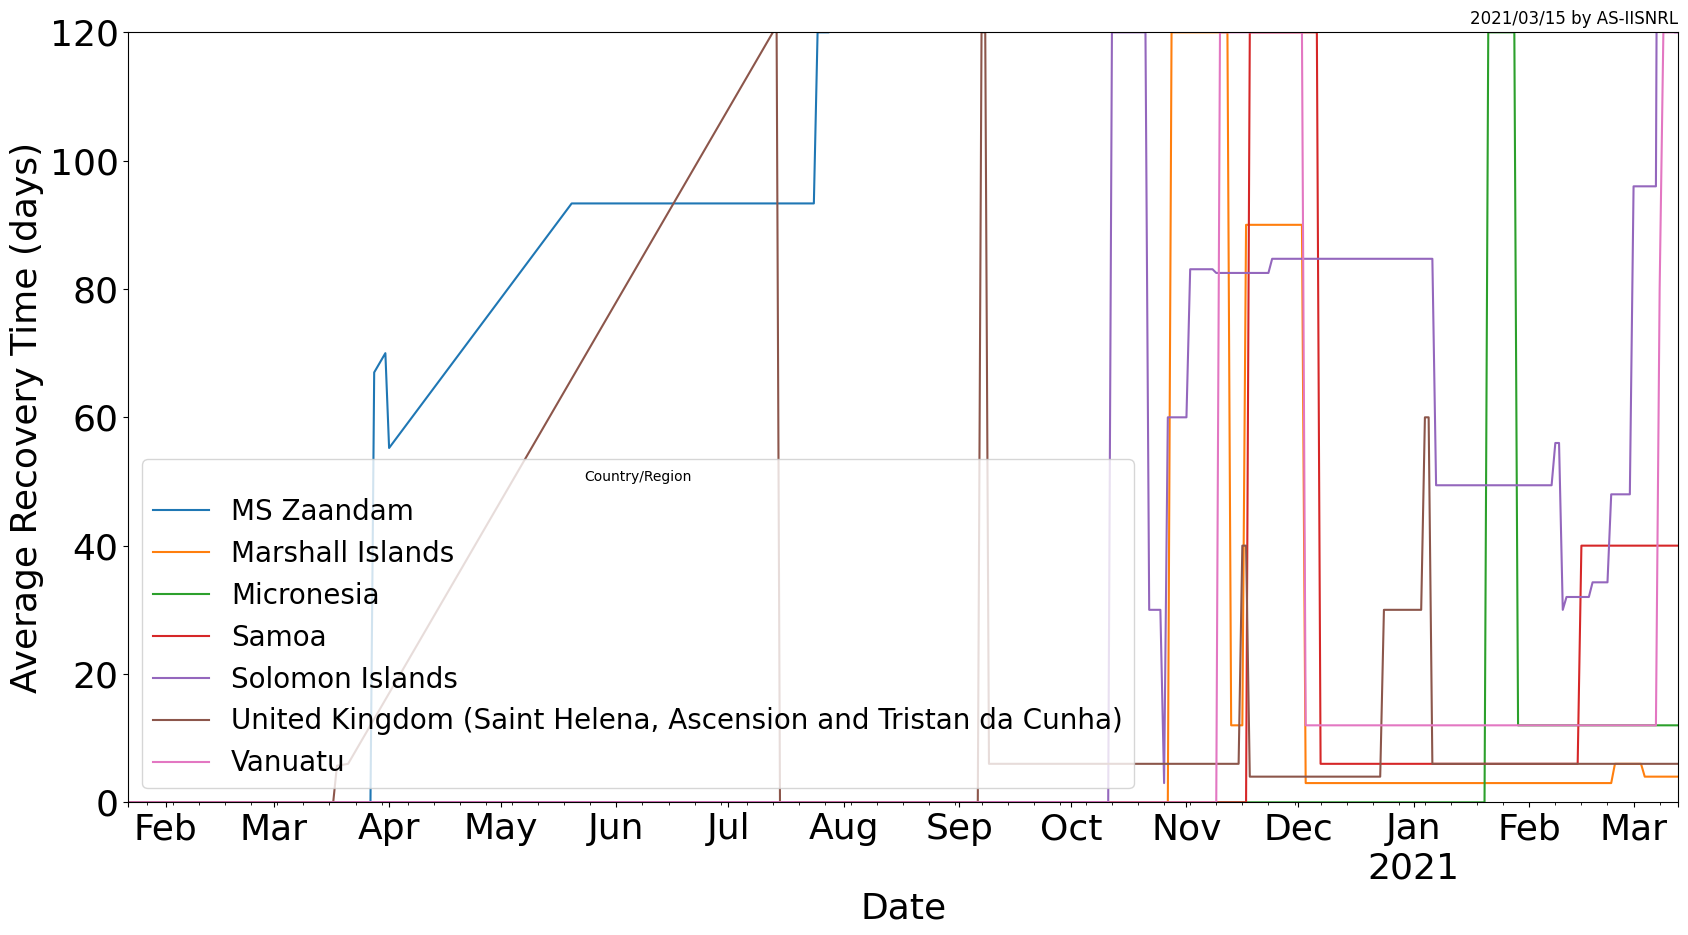 2021/03/15 by AS-IISNRL
120
100
80
60
40
20
0
Average Recovery Time (days)
Country/Region
MS Zaandam
Marshall Islands
Micronesia
Samoa
Solomon Islands
United Kingdom (Saint Helena, Ascension and Tristan da Cunha)
Vanuatu
Feb Mar Apr May Jun Jul Aug Sep Oct Nov Dec Jan Feb Mar
2021
Date